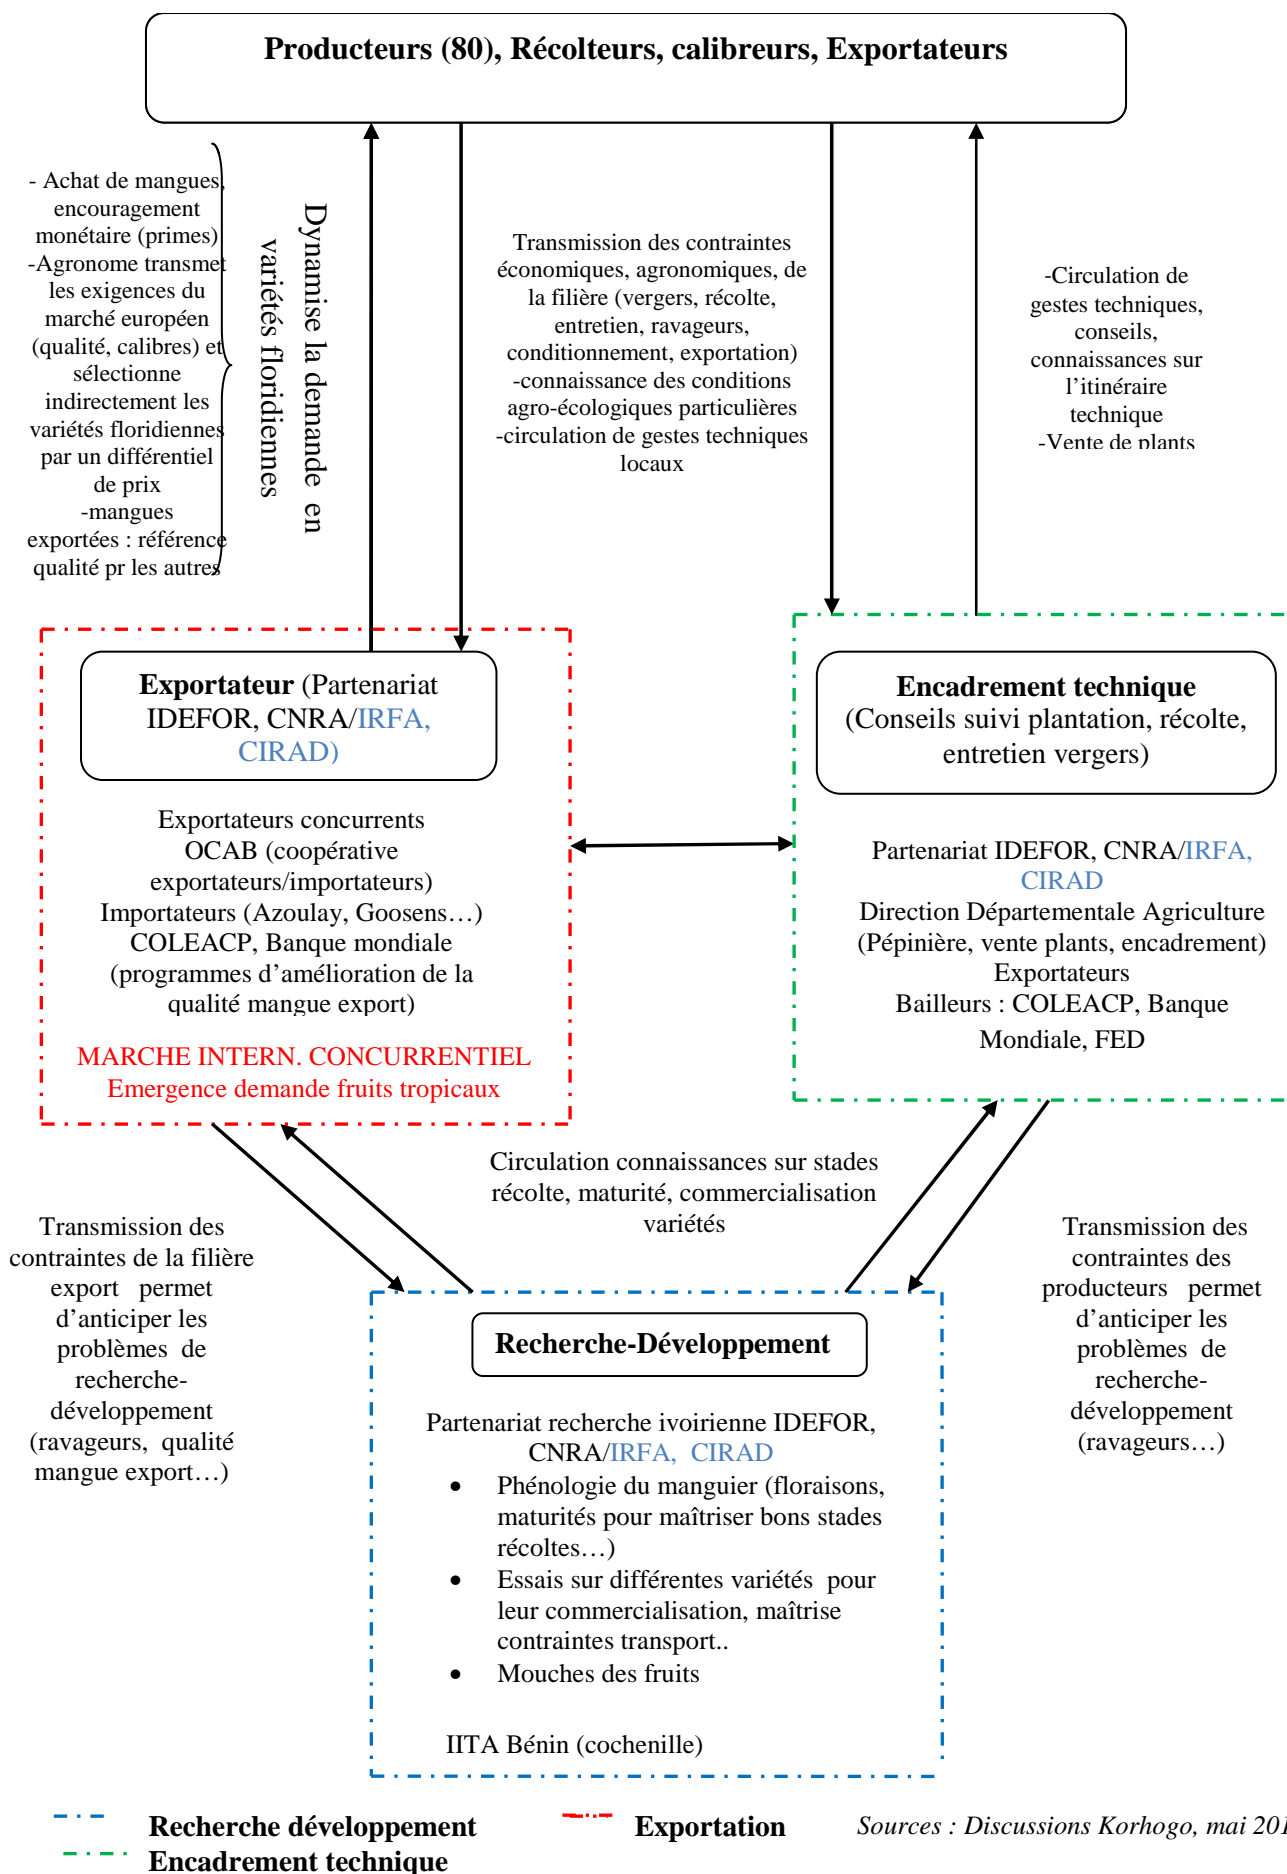 Producteurs (80), Récolteurs, calibreurs, Exportateurs
- Achat de mangues,
encouragement
monétaire (primes)
-Agronome transmet
les exigences du
marché européen
(qualité, calibres) et
sélectionne
indirectement les
variétés floridiennes
par un différentiel
de prix
-mangues
exportées : référence
qualité pr les autres
Dynamise la demande en
variétés floridiennes
Transmission des contraintes
économiques, agronomiques, de
la filière (vergers, récolte,
entretien, ravageurs,
conditionnement, exportation)
-connaissance des conditions
agro-écologiques particulières
-circulation de gestes techniques
locaux
-Circulation de
gestes techniques,
conseils,
connaissances sur
l’itinéraire
technique
-Vente de plants
Exportateur (Partenariat
IDEFOR, CNRA/IRFA,
CIRAD)
Exportateurs concurrents
OCAB (coopérative
exportateurs/importateurs)
Importateurs (Azoulay, Goosens…)
COLEACP, Banque mondiale
(programmes d’amélioration de la
qualité mangue export)
MARCHE INTERN. CONCURRENTIEL
Emergence demande fruits tropicaux
Encadrement technique
(Conseils suivi plantation, récolte,
entretien vergers)
Partenariat IDEFOR, CNRA/IRFA,
CIRAD
Direction Départementale Agriculture
(Pépinière, vente plants, encadrement)
Exportateurs
Bailleurs : COLEACP, Banque
Mondiale, FED
Transmission des
contraintes de la filière
export permet
d’anticiper les
problèmes de
recherche-
développement
(ravageurs, qualité
mangue export…)
Circulation connaissances sur stades
récolte, maturité, commercialisation
variétés
Transmission des
contraintes des
producteurs permet
d’anticiper les
problèmes de
recherche-
développement
(ravageurs…)
Recherche-Développement
Partenariat recherche ivoirienne IDEFOR,
CNRA/IRFA, CIRAD
• Phénologie du manguier (floraisons,
maturités pour maîtriser bons stades
récoltes…)
• Essais sur différentes variétés pour
leur commercialisation, maîtrise
contraintes transport..
• Mouches des fruits
IITA Bénin (cochenille)
Recherche développement
Exportation
Encadrement technique
Sources : Discussions Korhogo, mai 201